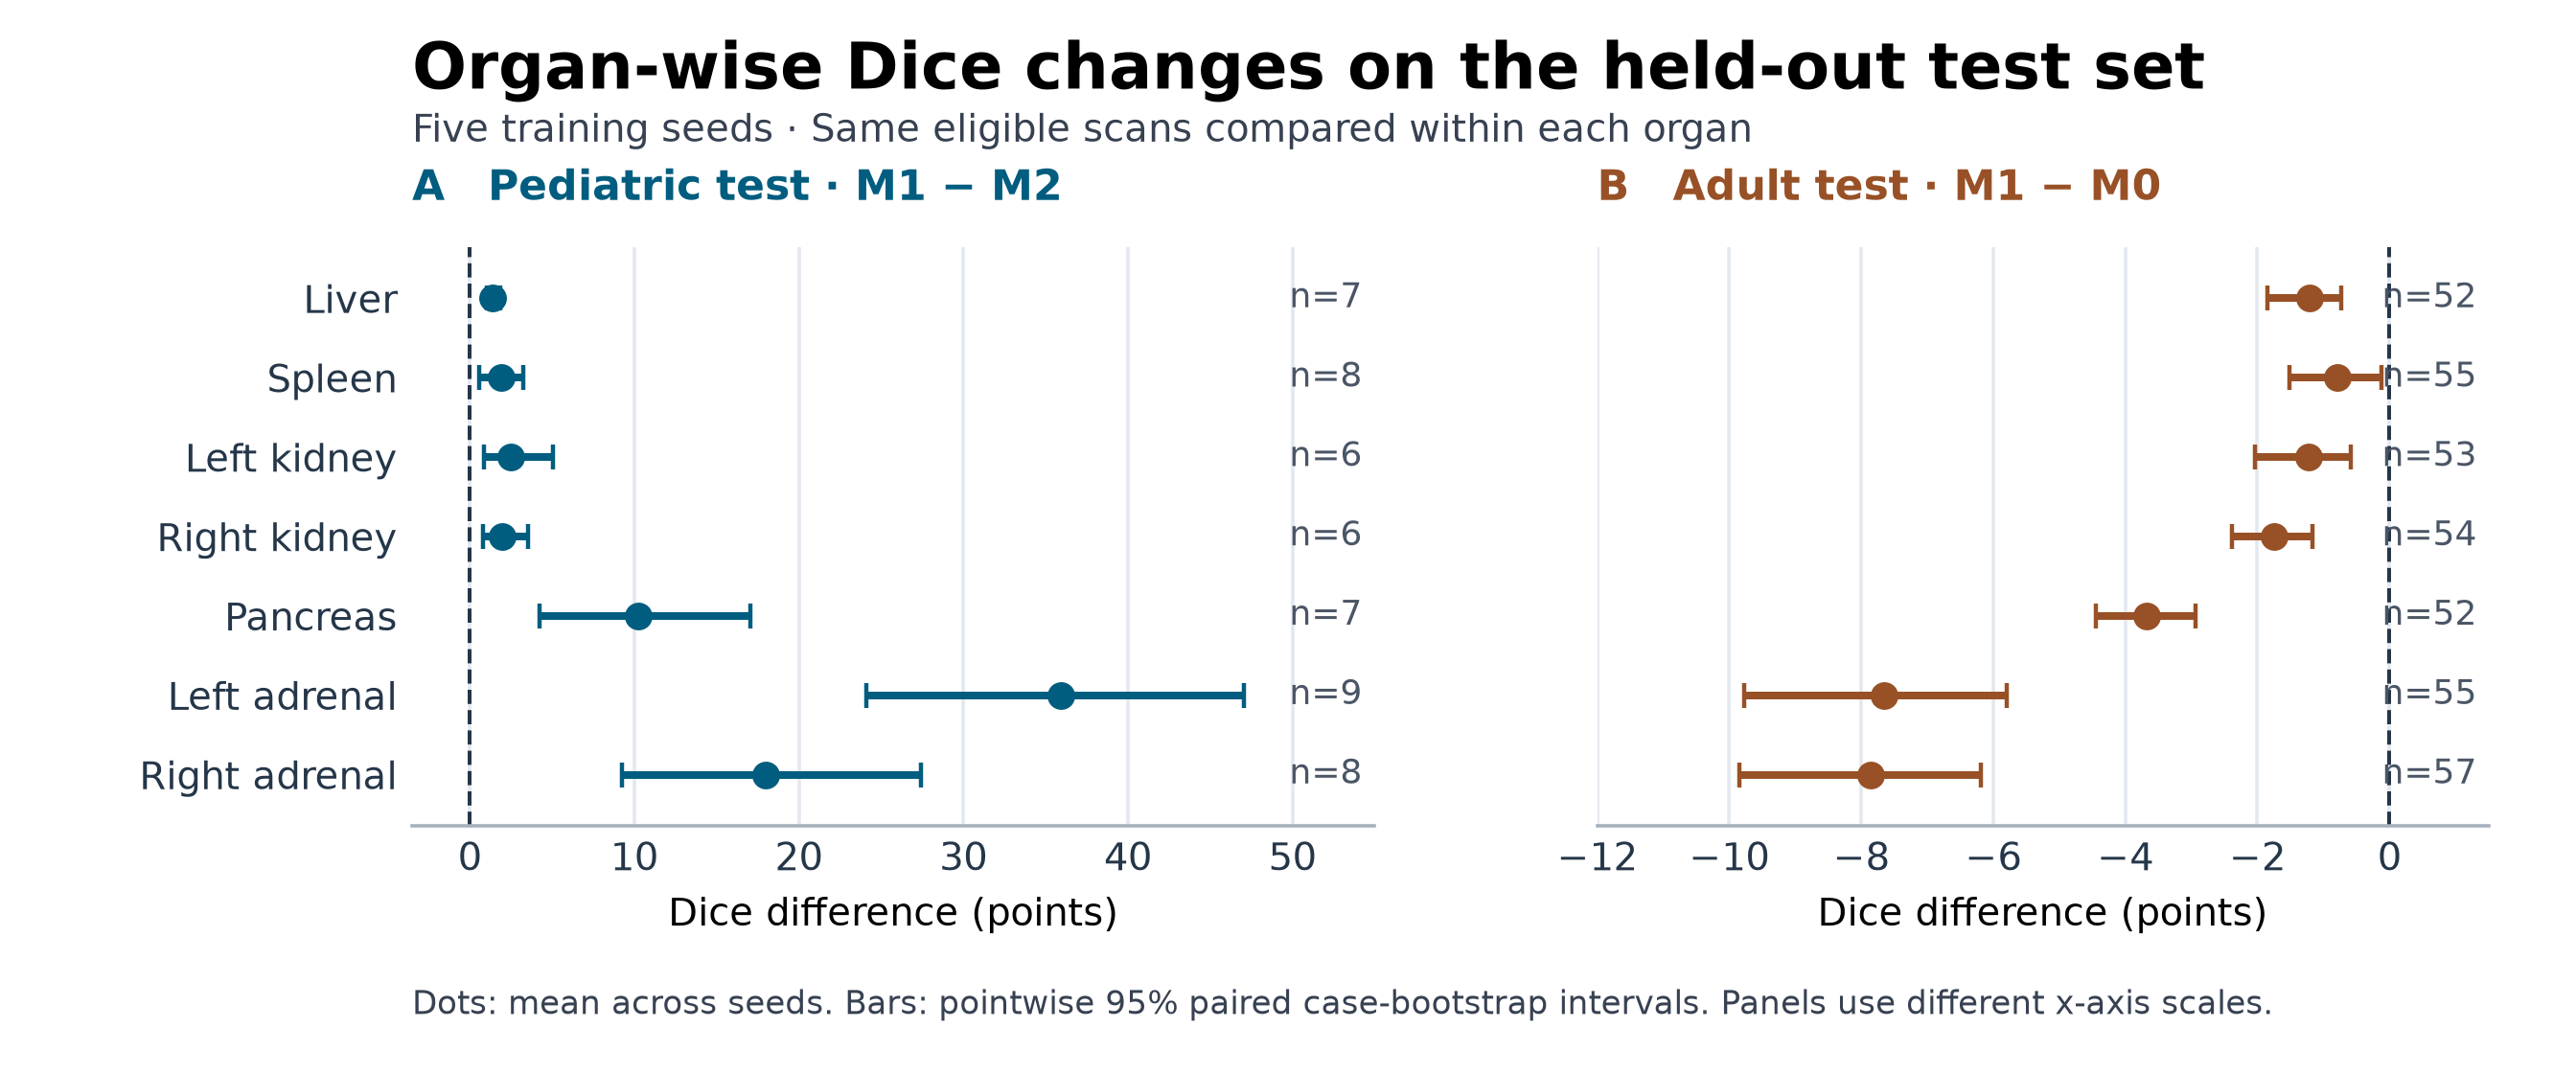 Organ-wise Dice changes on the held-out test set
Five training seeds · Same eligible scans compared within each organ
A Pediatric test · M1 − M2
B Adult test · M1 − M0
Liver n=7 n=52
Spleen n=8 n=55
Left kidney n=6 n=53
Right kidney n=6 n=54
Pancreas n=7 n=52
Left adrenal n=9 n=55
Right adrenal n=8 n=57
0 10 20 30 40 50
−12 −10 −8 −6 −4 −2 0
Dice difference (points)
Dice difference (points)
Dots: mean across seeds. Bars: pointwise 95% paired case-bootstrap intervals. Panels use different x-axis scales.